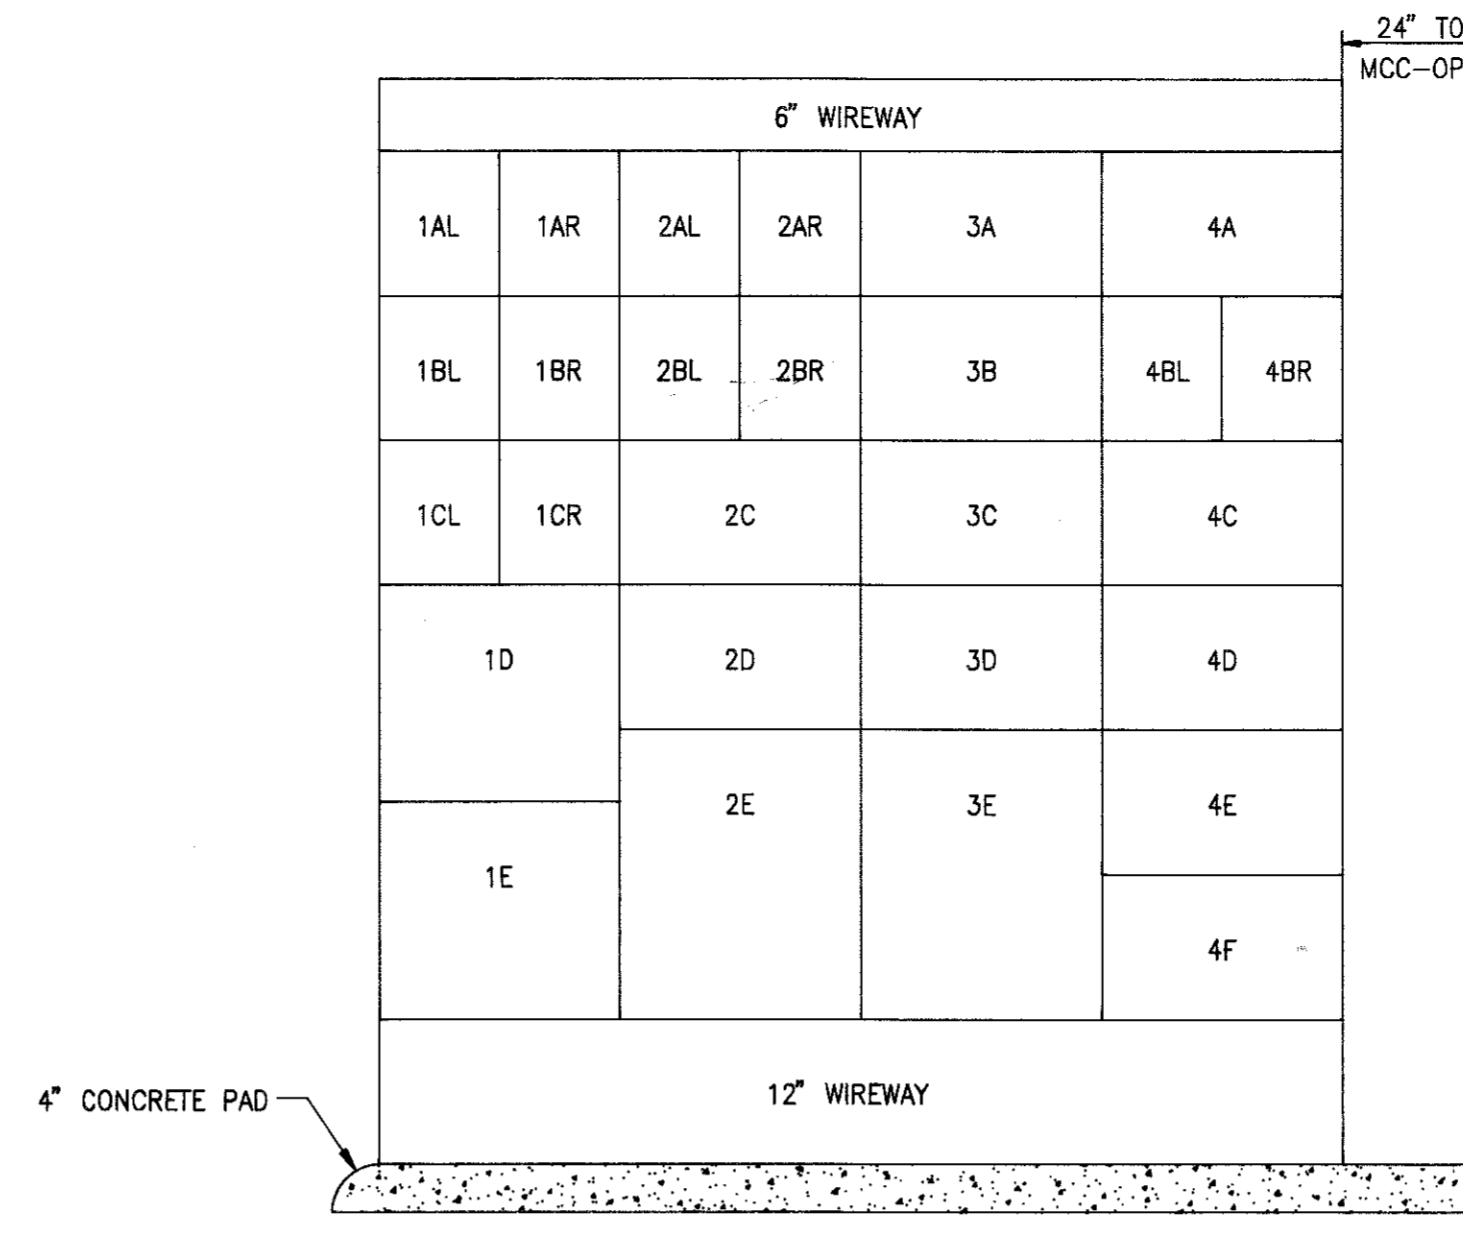 24" TO
MCC-OP
6" WIREWAY
1AL 1AR 2AL 2AR 3A 4A
1BL 1BR 2BL 2BR 3B 4BL 4BR
1CL 1CR 2C 3C 4C
1D 2D 3D 4D
2E 3E 4E
1E
4F
12" WIREWAY
4" CONCRETE PAD